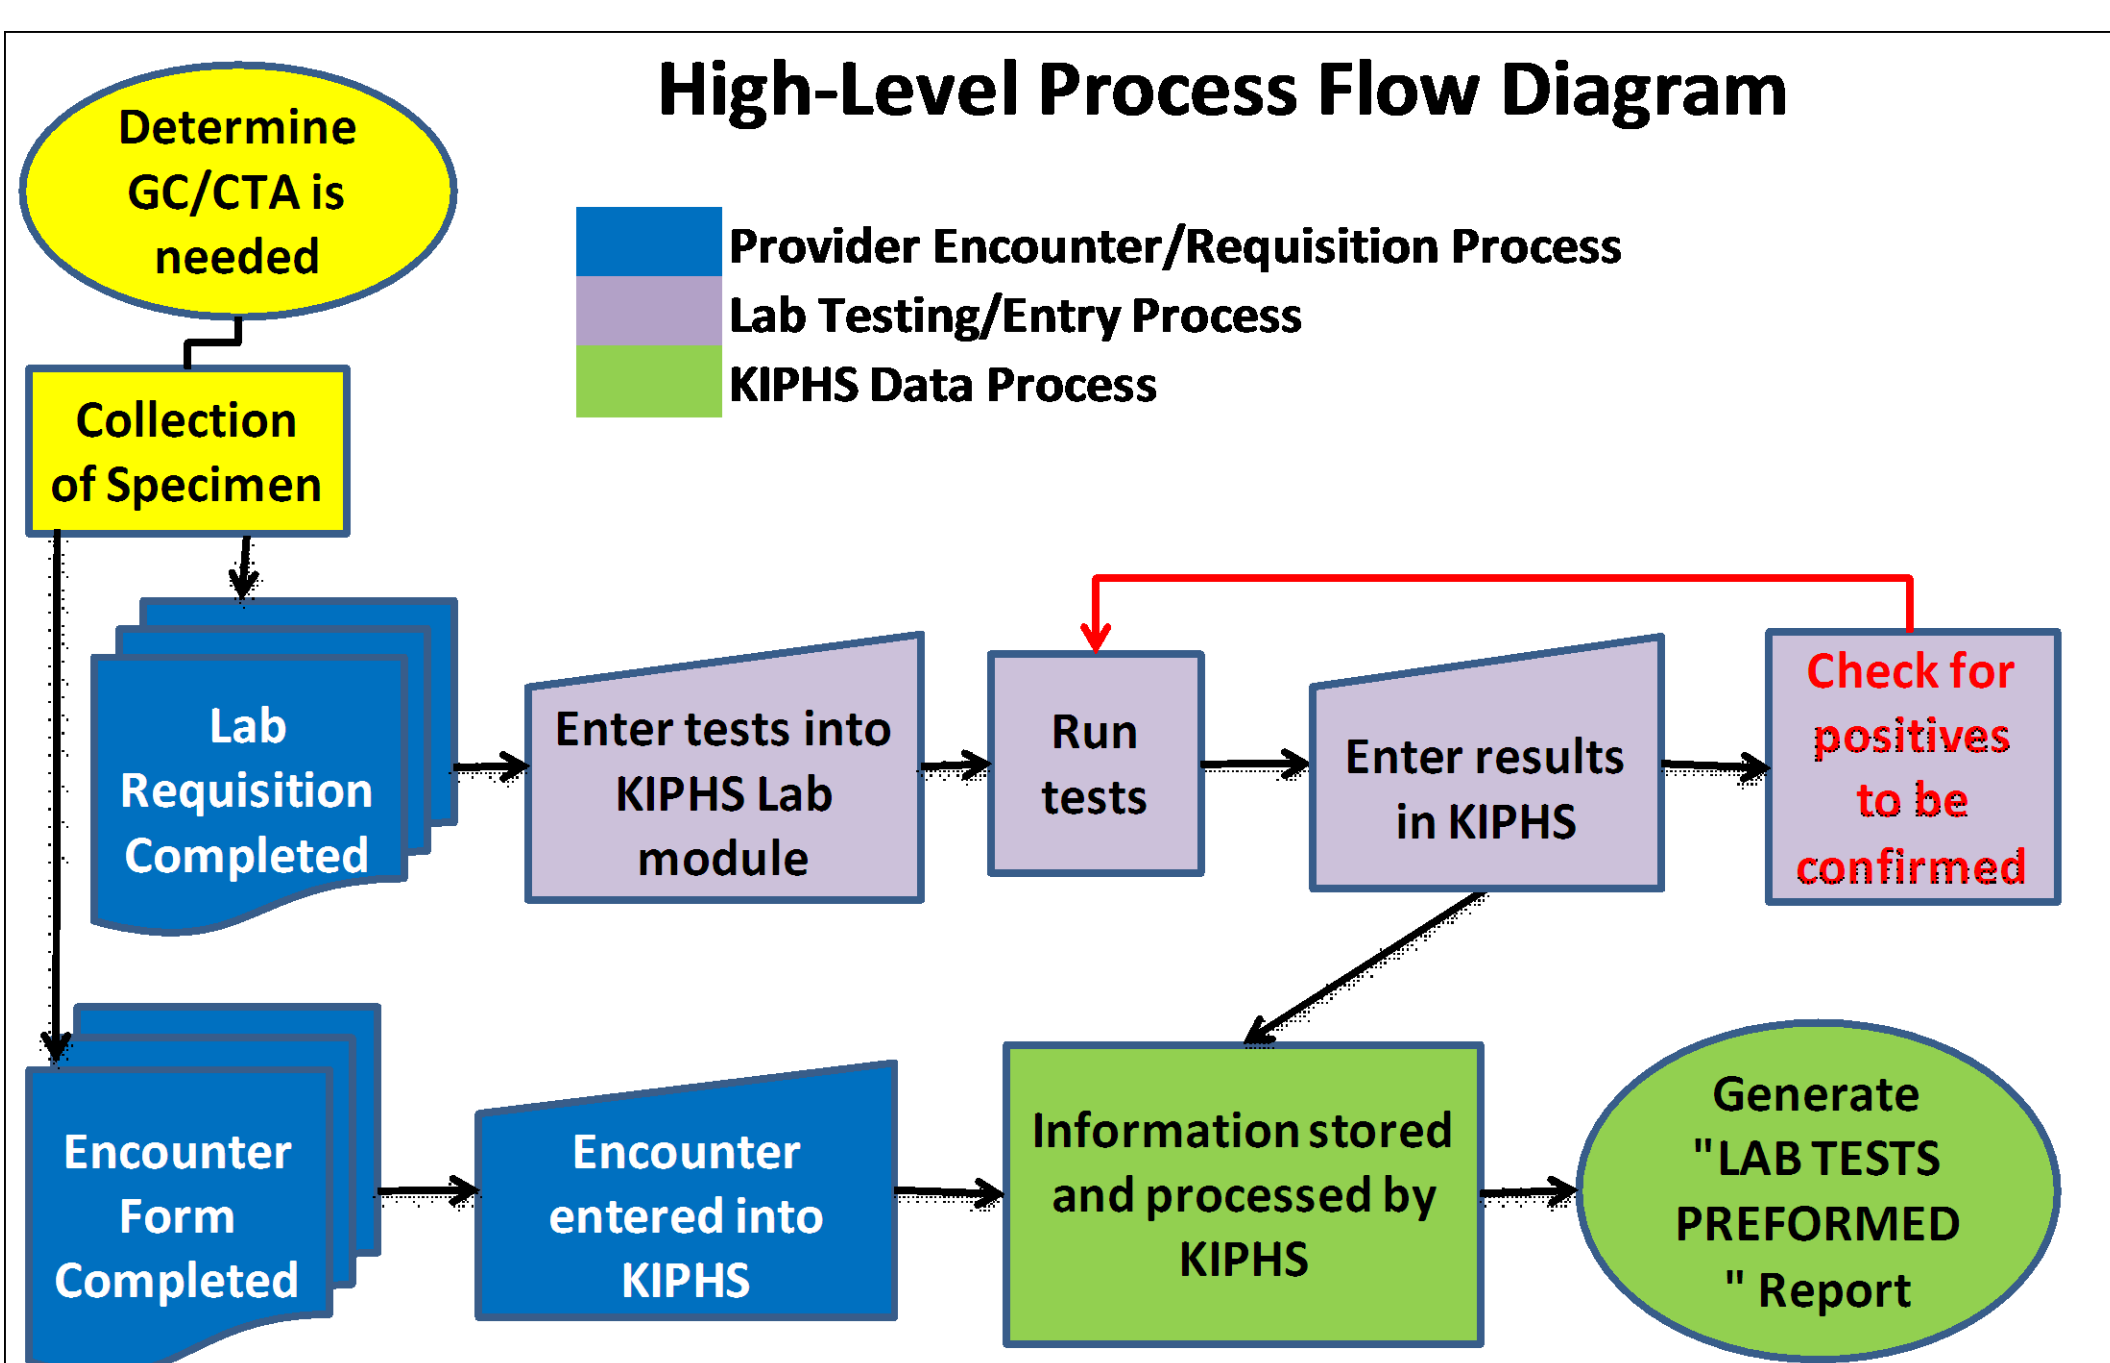 High-Level Process Flow Diagram
Determine
GC/CTA is
needed
Provider Encounter/Requisition Process
Lab Testing/Entry Process
KIPHS Data Process
Collection
of Specimen
Lab
Requisition
Completed
Enter tests into
KIPHS Lab
module
Run
tests
Enter results
in KIPHS
Check for
positives
to be
confirmed
Encounter
Form
Completed
Encounter
entered into
KIPHS
Information stored
and processed by
KIPHS
Generate
"LAB TESTS
PREFORMED
" Report